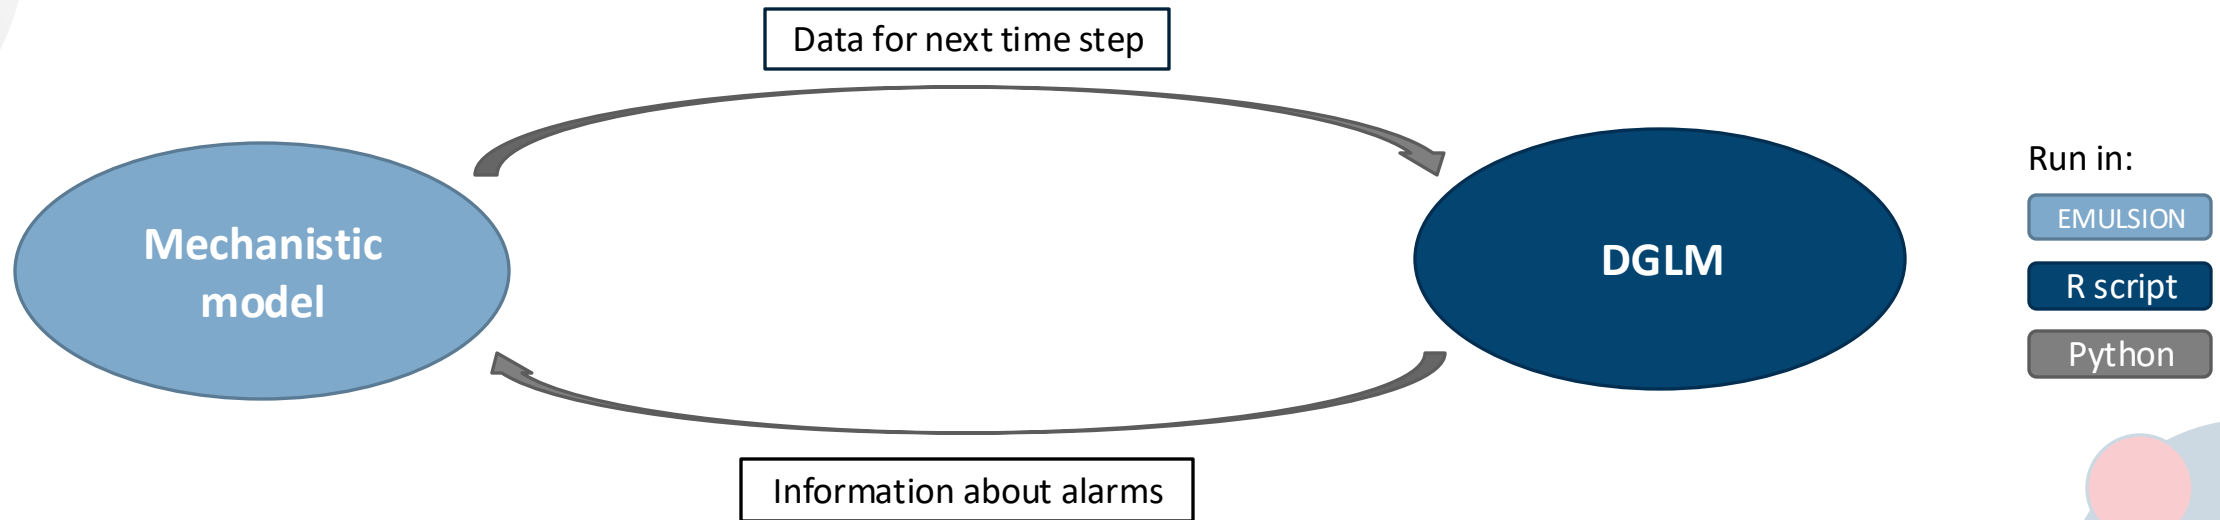 Data for next time step
Mechanistic
model
DGLM
Run in:
EMULSION
R script
Python
Information about alarms